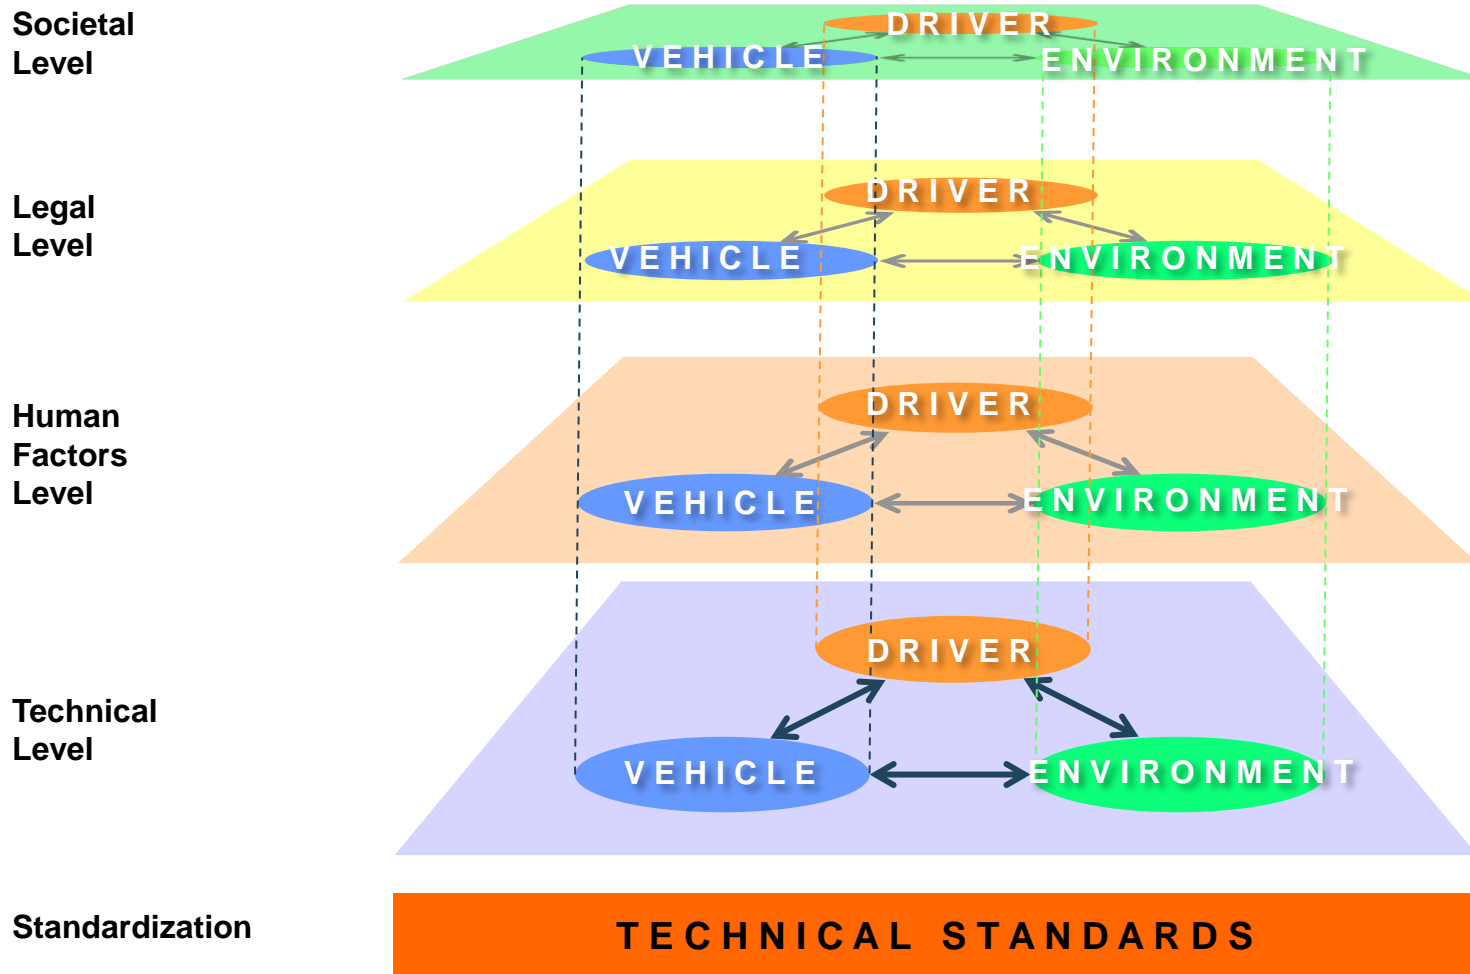 Societal
Level
DRIVER
VEHICLE
ENVIRONMENT
Legal
Level
DRIVER
VEHICLE
ENVIRONMENT
Human
Factors
Level
DRIVER
VEHICLE
ENVIRONMENT
Technical
Level
DRIVER
VEHICLE
ENVIRONMENT
Standardization
TECHNICAL STANDARDS